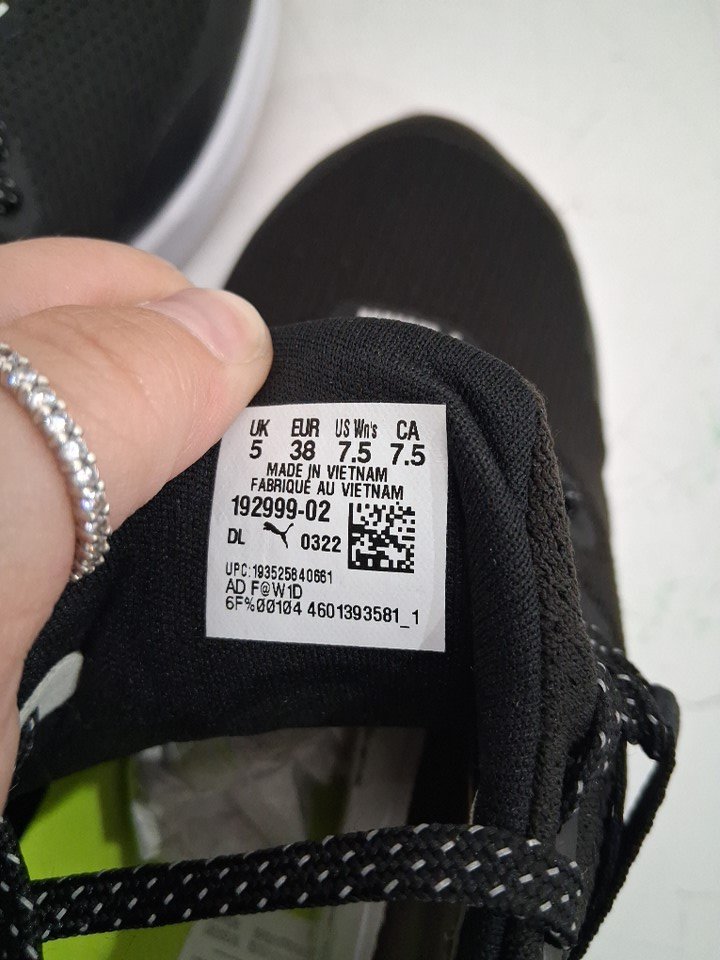 UK EUR US Wn's CA
5 38 7.5 7.5
MADE IN VIETNAM
FABRIQUÉ AU VIETNAM
192999-02
DL 0322
UPC:193525840661
AD F@W1D
6F%00104 4601393581_1